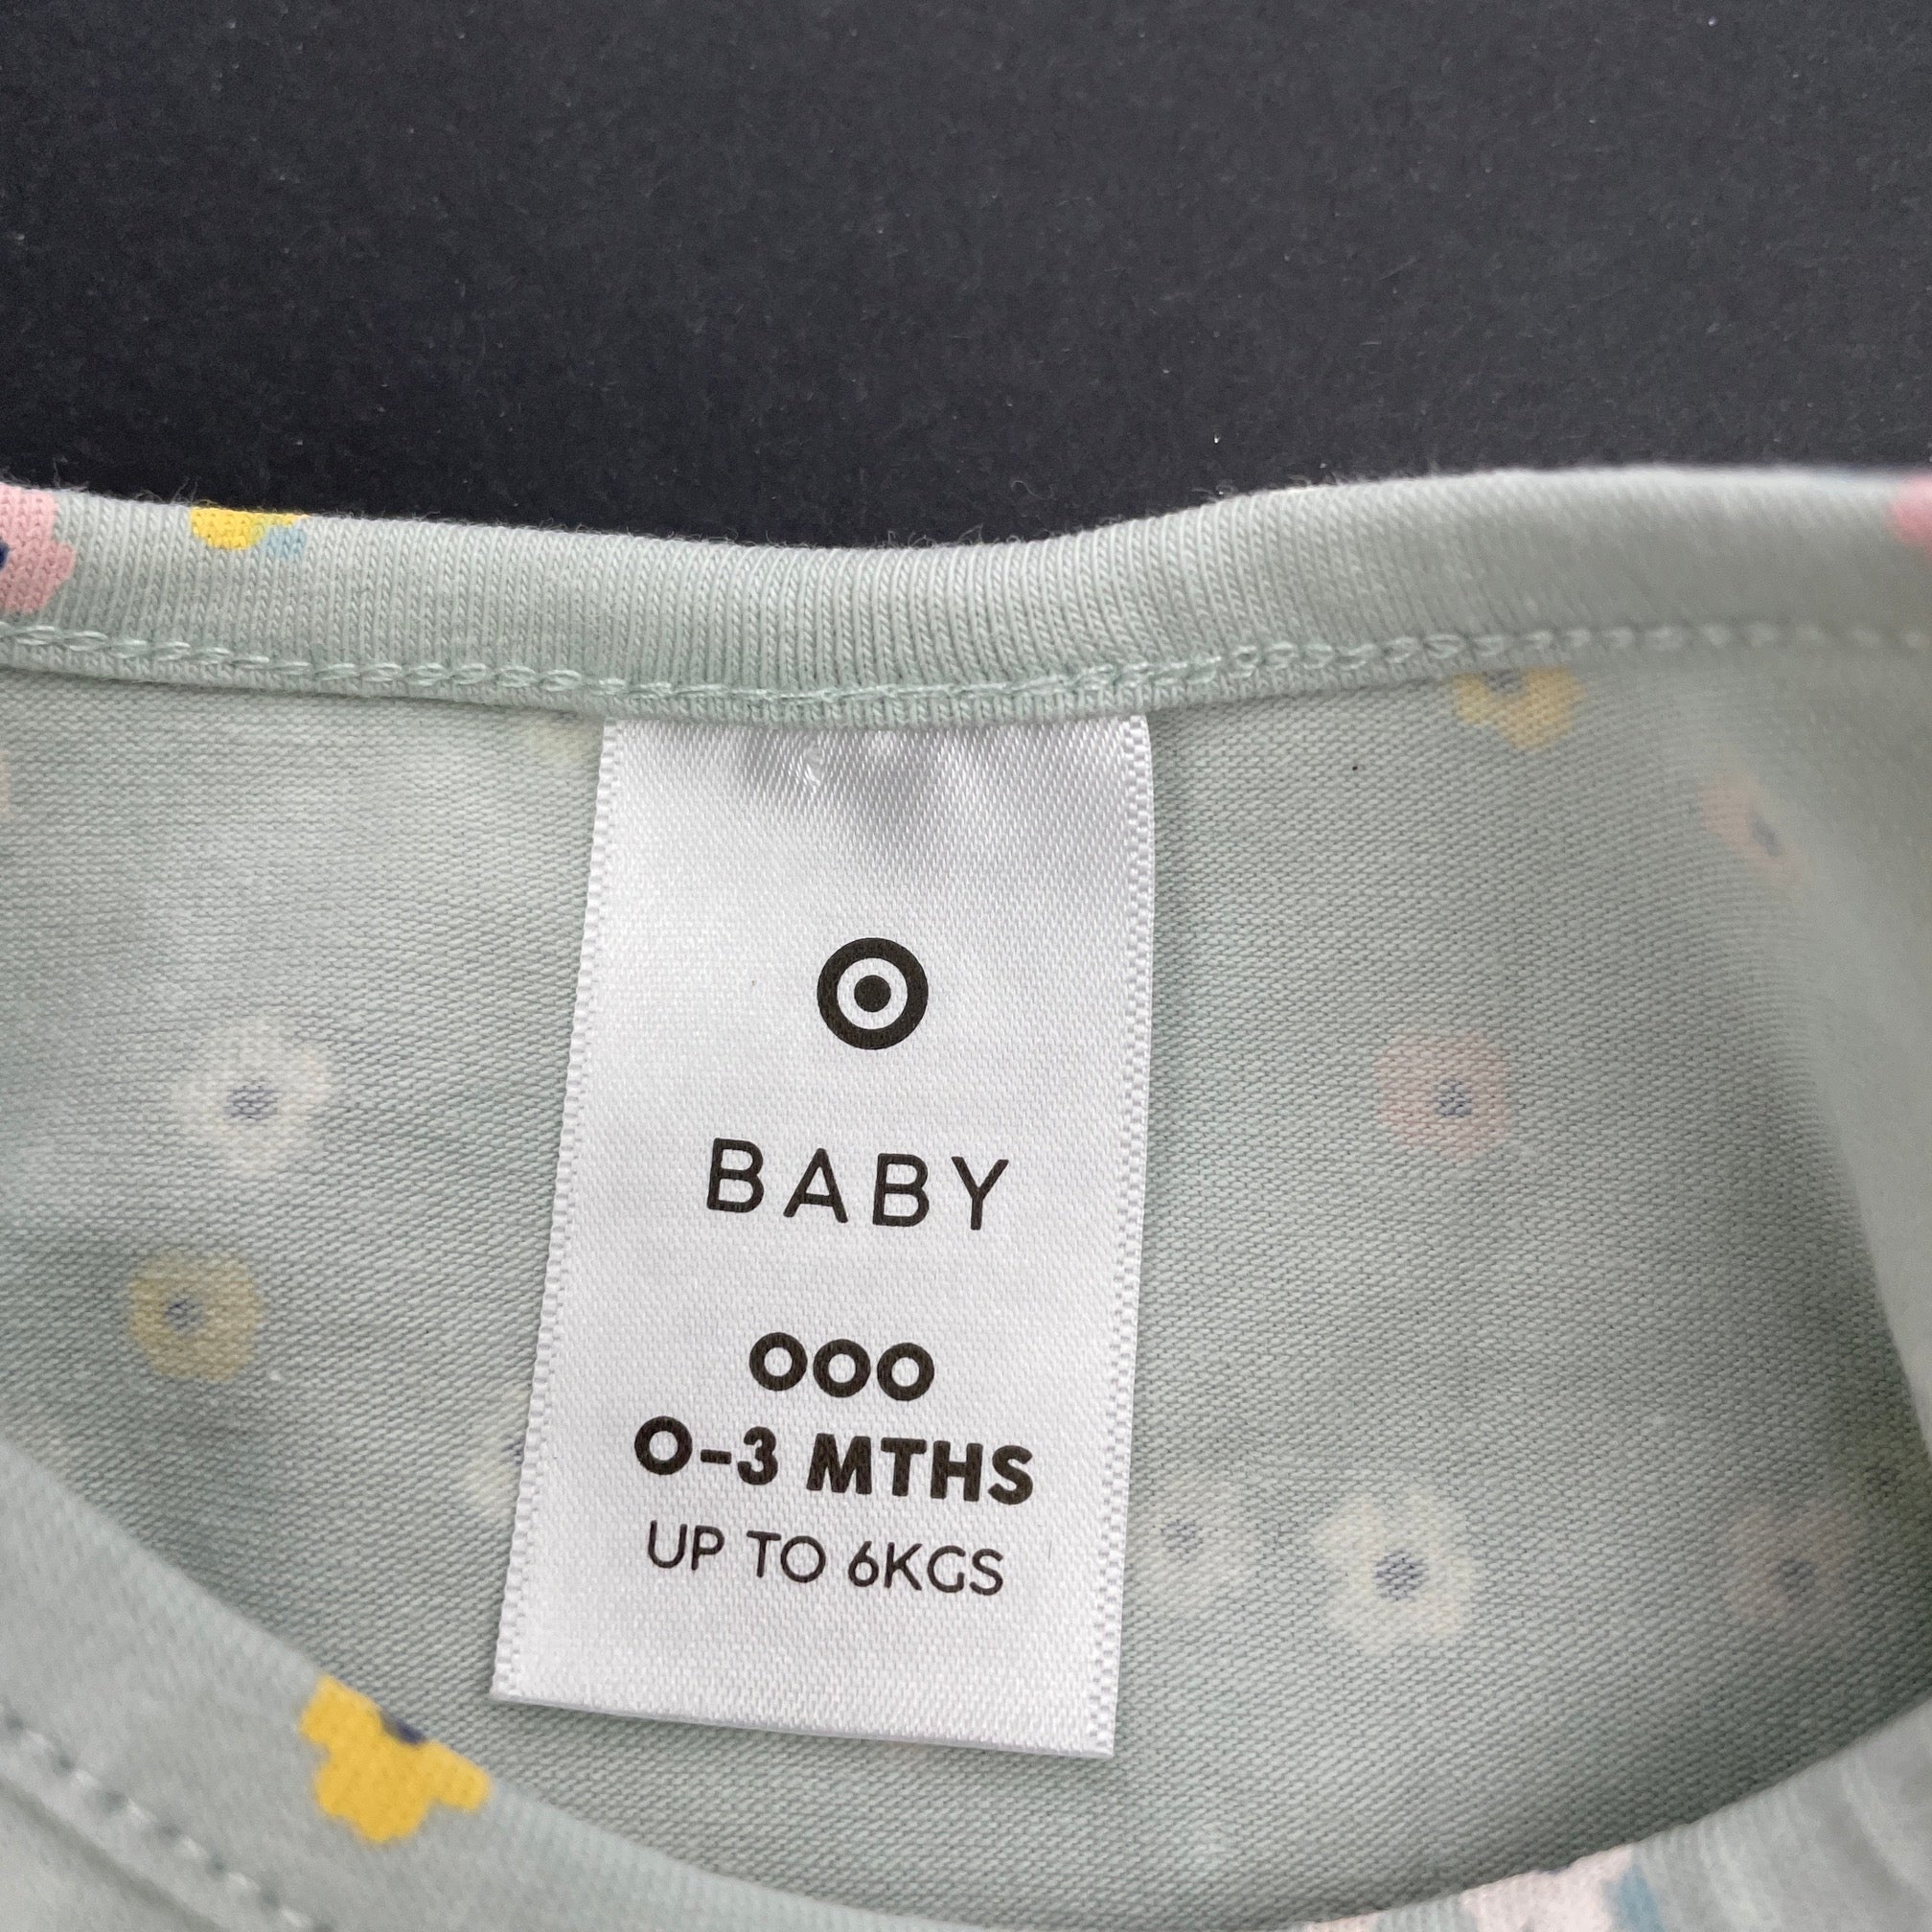 BABY
000
0-3 MTHS
UP TO 6KGS